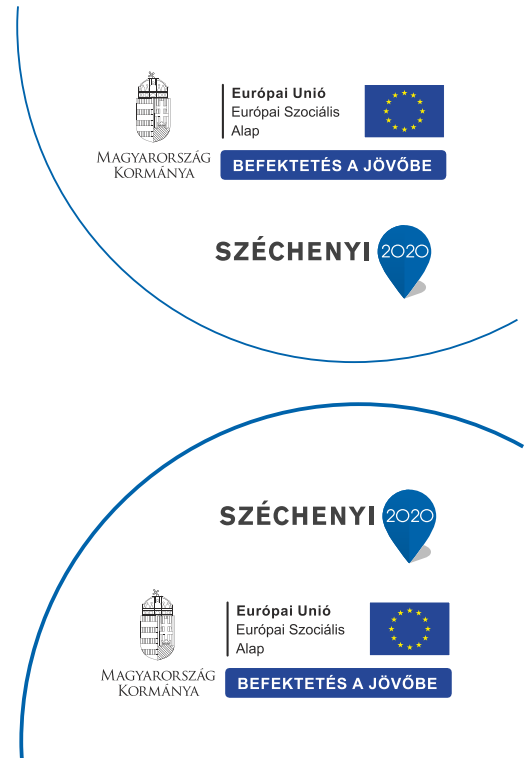 Európai Unió
Európai Szociális
Alap
MAGYARORSZÁG
KORMÁNYA
BEFEKTETÉS A JÖVŐBE
SZÉCHENYI 2020
SZÉCHENYI 2020
Európai Unió
Európai Szociális
Alap
MAGYARORSZÁG
KORMÁNYA
BEFEKTETÉS A JÖVŐBE